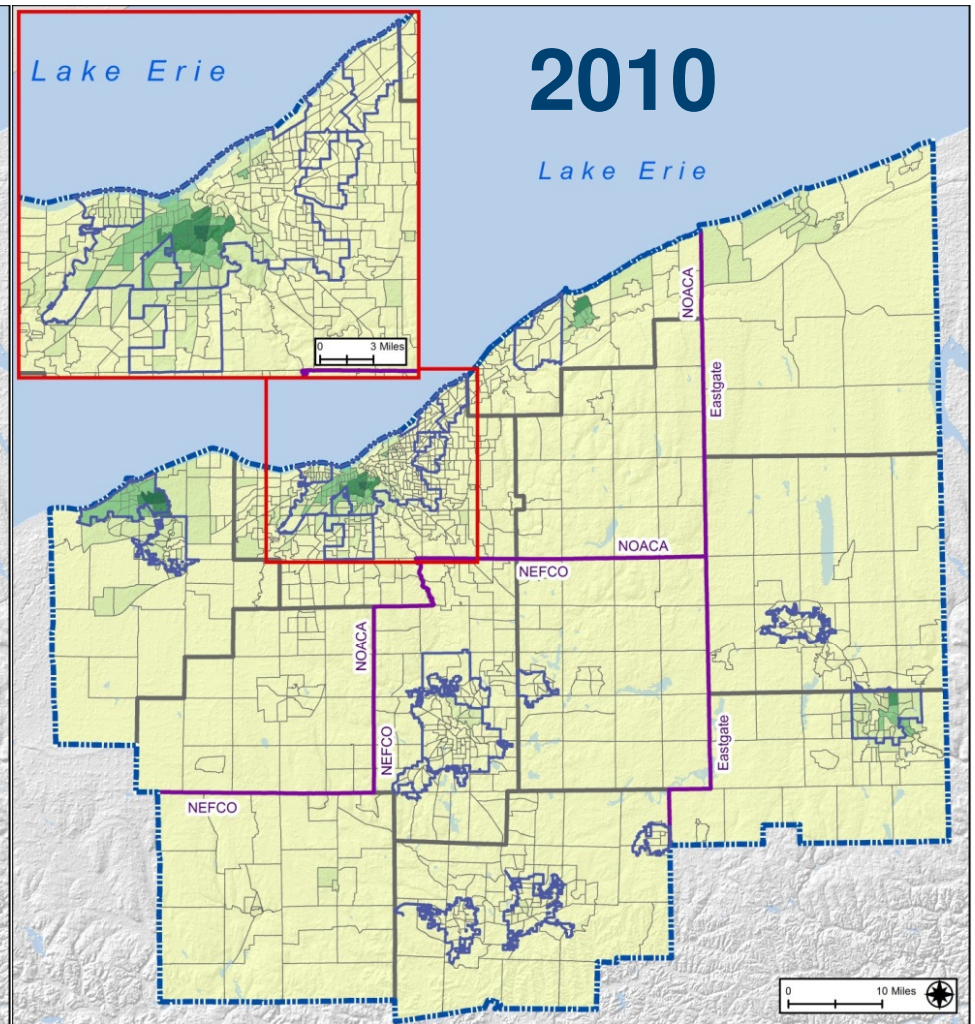 Lake Erie
2010
Lake Erie
0 3 Miles
NOACA
Eastgate
NOACA
NEFCO
NOACA
NEFCO
Eastgate
NEFCO
0 10 Miles